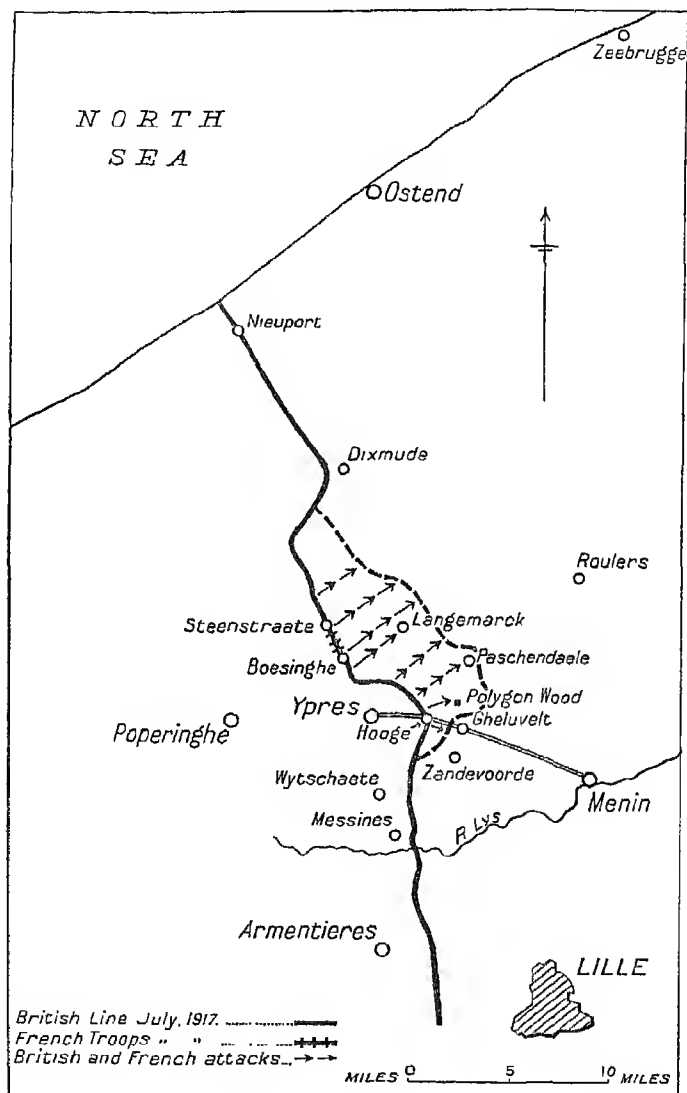 Zeebrugge
NORTH
SEA
Ostend
Nieuport
Dixmude
Roulers
Steenstraate
Langemarck
Boesinghe
Paschendaele
Polygon Wood
Ypres
Gheluvelt
Poperinghe
Hooge
Zandevoorde
Wytschaete
Menin
Messines
R. Lys
Armentieres
LILLE
British Line July, 1917.
French Troops " "
British and French attacks
MILES 0 5 10 MILES